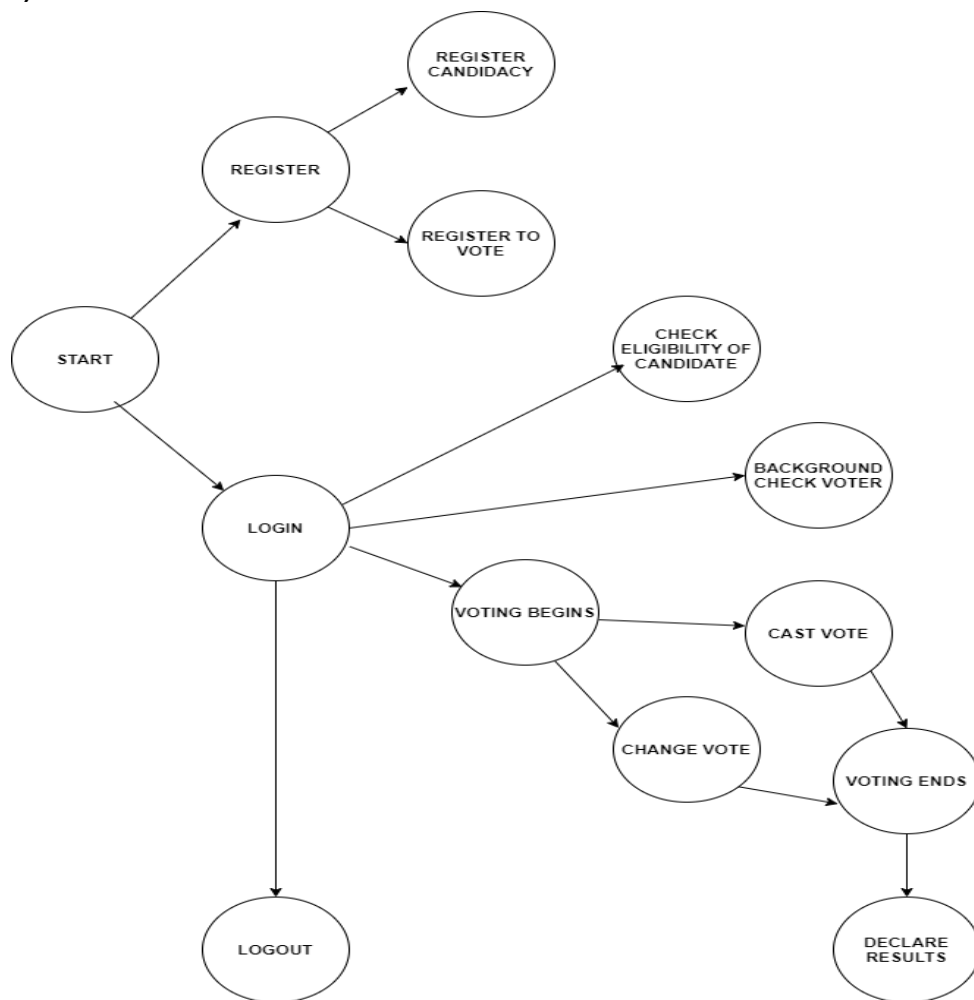 REGISTER
CANDIDACY
REGISTER
REGISTER TO
VOTE
START
CHECK
ELIGIBILITY OF
CANDIDATE
BACKGROUND
CHECK VOTER
LOGIN
VOTING BEGINS
CAST VOTE
CHANGE VOTE
VOTING ENDS
LOGOUT
DECLARE
RESULTS